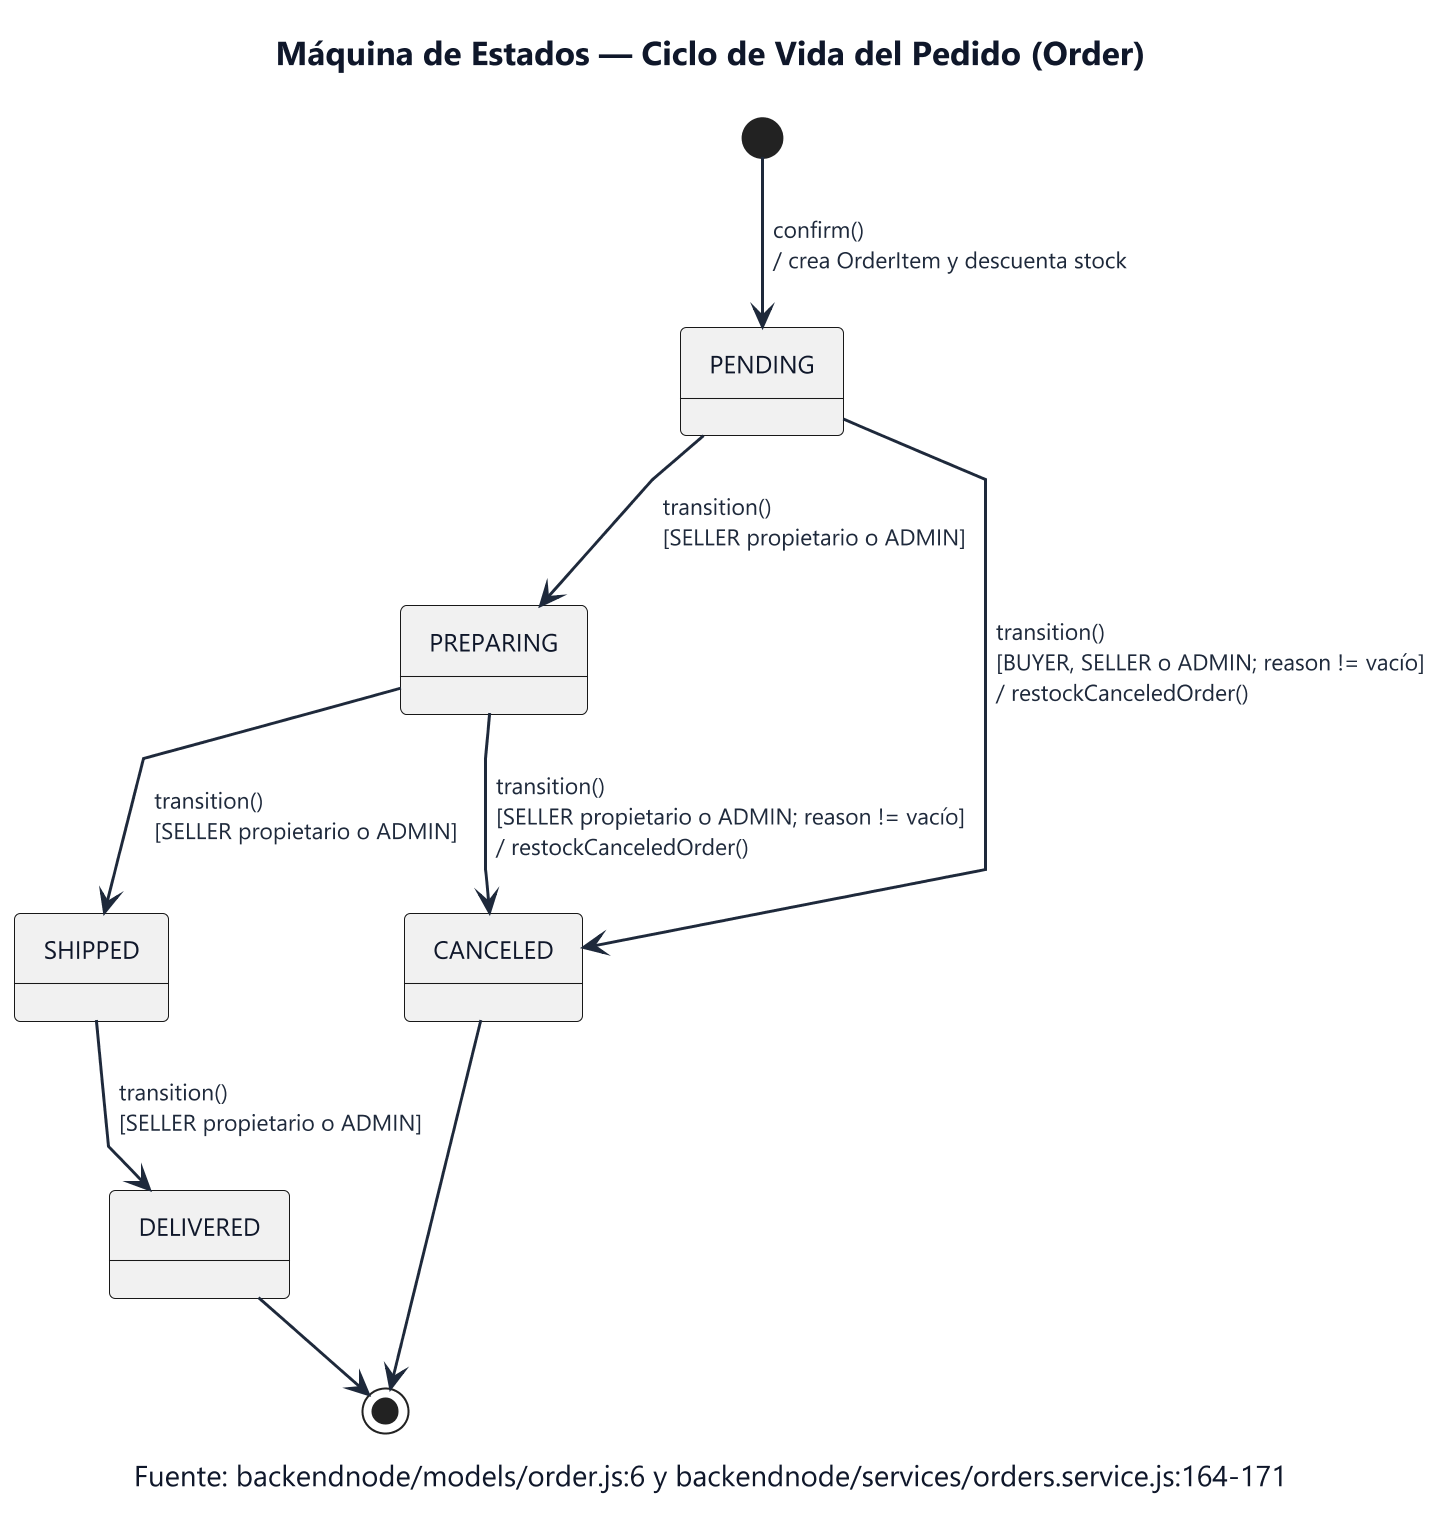 Máquina de Estados — Ciclo de Vida del Pedido (Order)
confirm()
/ crea OrderItem y descuenta stock
PENDING
transition()
[SELLER propietario o ADMIN]
transition()
[BUYER, SELLER o ADMIN; reason != vacío]
/ restockCanceledOrder()
PREPARING
transition()
[SELLER propietario o ADMIN]
transition()
[SELLER propietario o ADMIN; reason != vacío]
/ restockCanceledOrder()
SHIPPED
CANCELED
transition()
[SELLER propietario o ADMIN]
DELIVERED
Fuente: backendnode/models/order.js:6 y backendnode/services/orders.service.js:164-171